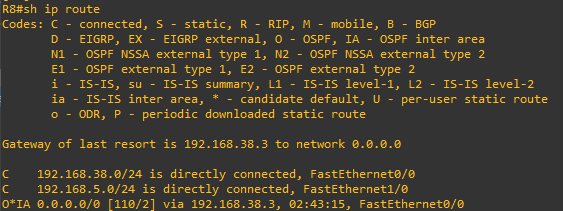 R8#sh ip route
Codes: C - connected, S - static, R - RIP, M - mobile, B - BGP
D - EIGRP, EX - EIGRP external, O - OSPF, IA - OSPF inter area
N1 - OSPF NSSA external type 1, N2 - OSPF NSSA external type 2
E1 - OSPF external type 1, E2 - OSPF external type 2
i - IS-IS, su - IS-IS summary, L1 - IS-IS level-1, L2 - IS-IS level-2
ia - IS-IS inter area, * - candidate default, U - per-user static route
o - ODR, P - periodic downloaded static route
Gateway of last resort is 192.168.38.3 to network 0.0.0.0
C 192.168.38.0/24 is directly connected, FastEthernet0/0
C 192.168.5.0/24 is directly connected, FastEthernet1/0
O*IA 0.0.0.0/0 [110/2] via 192.168.38.3, 02:43:15, FastEthernet0/0